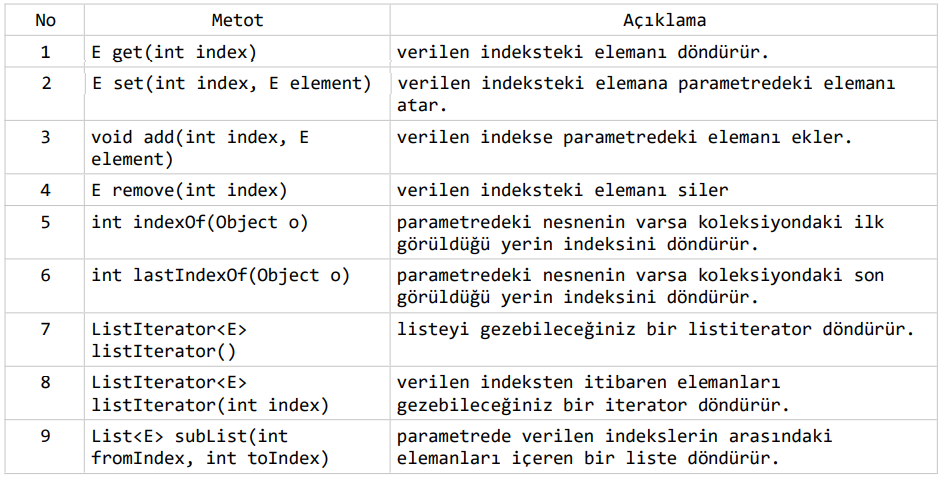 No Metot Açıklama
1 E get(int index) verilen indeksteki elemanı döndürür.
2 E set(int index, E element) verilen indeksteki elemana parametredeki elemanı
atar.
3 void add(int index, E verilen indekse parametredeki elemanı ekler.
element)
4 E remove(int index) verilen indeksteki elemanı siler
5 int indexOf(Object o) parametredeki nesnenin varsa koleksiyondaki ilk
görüldüğü yerin indeksini döndürür.
6 int lastIndexOf(Object o) parametredeki nesnenin varsa koleksiyondaki son
görüldüğü yerin indeksini döndürür.
7 ListIterator<E> listeyi gezebileceğiniz bir listiterator döndürür.
listIterator()
8 ListIterator<E> verilen indeksten itibaren elemanları
listIterator(int index) gezebileceğiniz bir iterator döndürür.
9 List<E> subList(int parametrede verilen indekslerin arasındaki
fromIndex, int toIndex) elemanları içeren bir liste döndürür.